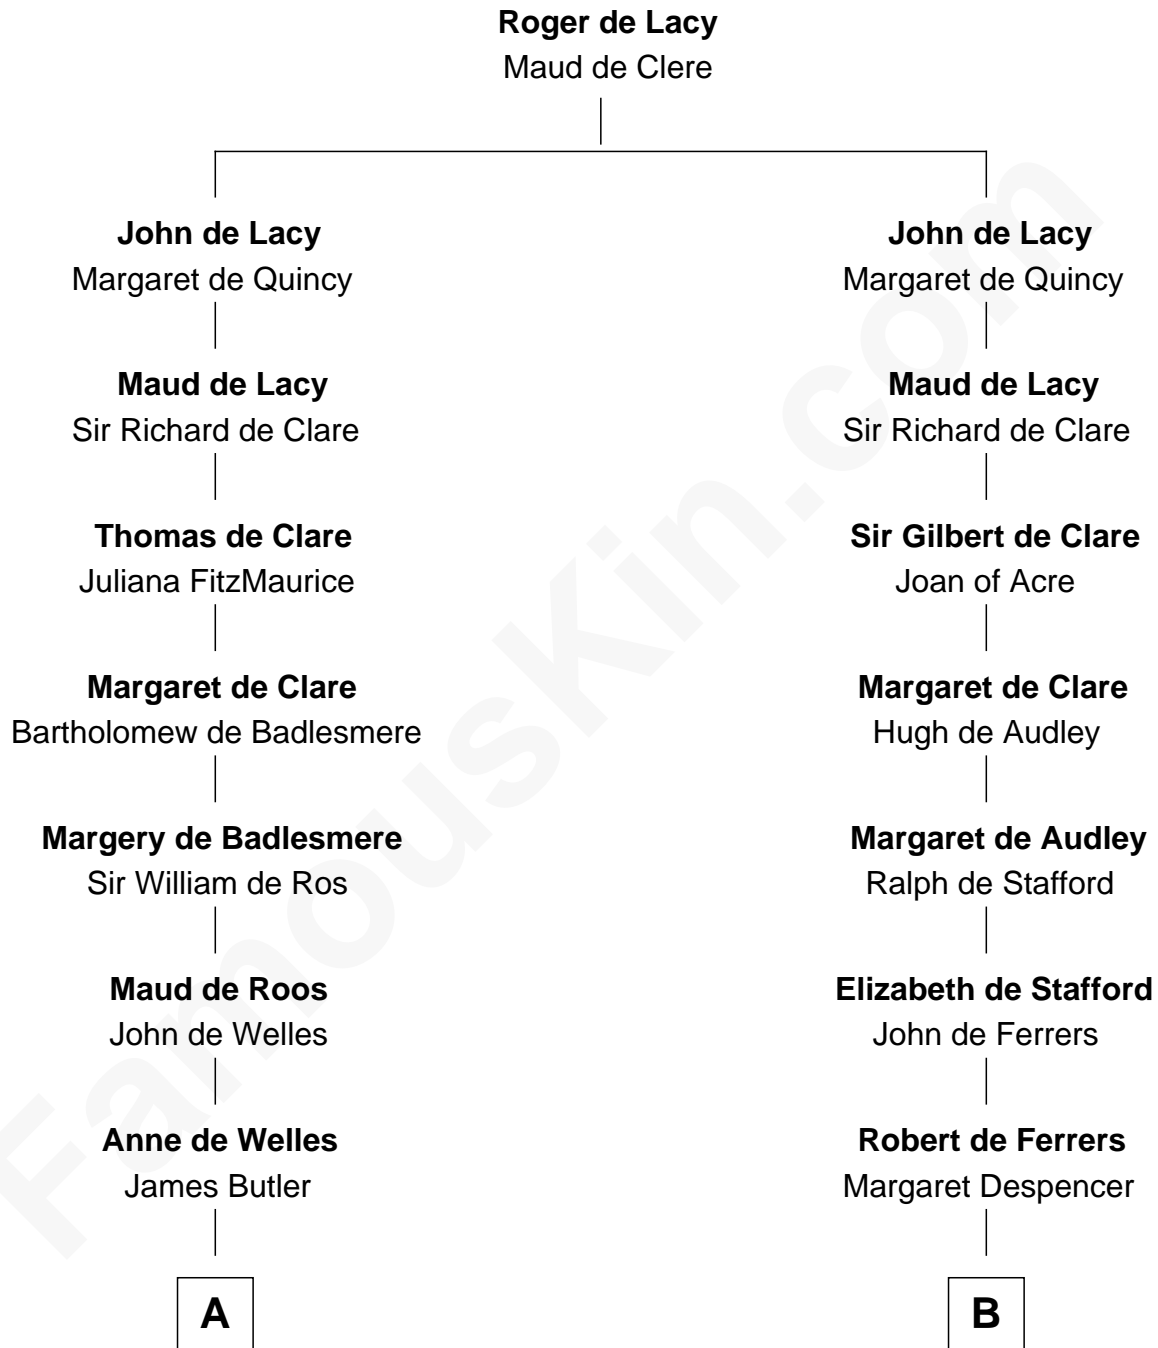 Roger de Lacy
Maud de Clere
John de Lacy
Margaret de Quincy
Maud de Lacy
Sir Richard de Clare
Thomas de Clare
Juliana FitzMaurice
Margaret de Clare
Bartholomew de Badlesmere
Margery de Badlesmere
Sir William de Ros
Maud de Roos
John de Welles
Anne de Welles
James Butler
A
John de Lacy
Margaret de Quincy
Maud de Lacy
Sir Richard de Clare
Sir Gilbert de Clare
Joan of Acre
Margaret de Clare
Hugh de Audley
Margaret de Audley
Ralph de Stafford
Elizabeth de Stafford
John de Ferrers
Robert de Ferrers
Margaret Despencer
B
FamousKin.com